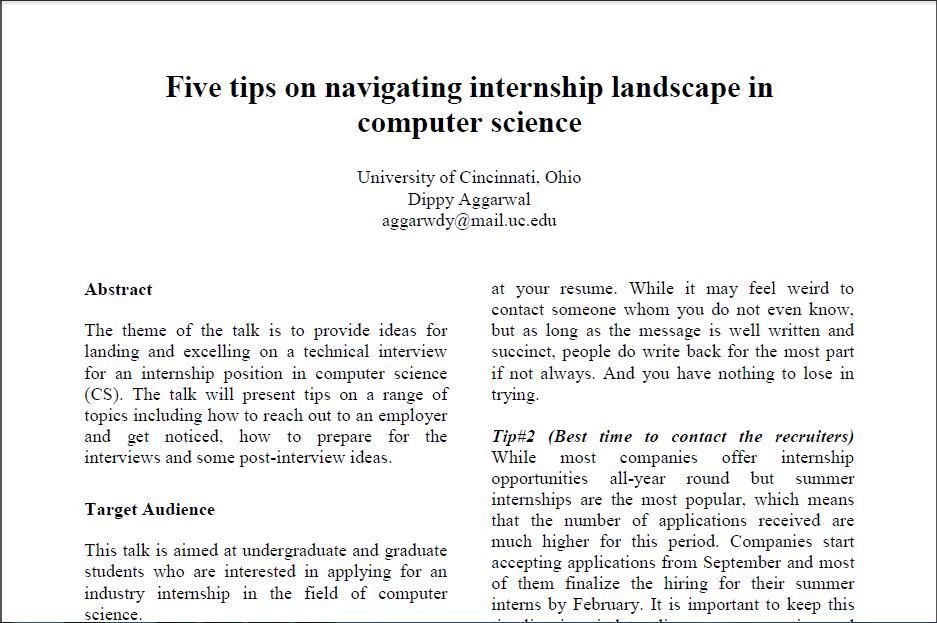 Five tips on navigating internship landscape in
computer science
University of Cincinnati, Ohio
Dippy Aggarwal
aggarwdy@mail.uc.edu
Abstract
The theme of the talk is to provide ideas for
landing and excelling on a technical interview
for an internship position in computer science
(CS). The talk will present tips on a range of
topics including how to reach out to an employer
and get noticed, how to prepare for the
interviews and some post-interview ideas.
Target Audience
This talk is aimed at undergraduate and graduate
students who are interested in applying for an
industry internship in the field of computer
science.
at your resume. While it may feel weird to
contact someone whom you do not even know,
but as long as the message is well written and
succinct, people do write back for the most part
if not always. And you have nothing to lose in
trying.
Tip#2 (Best time to contact the recruiters)
While most companies offer internship
opportunities all-year round but summer
internships are the most popular, which means
that the number of applications received are
much higher for this period. Companies start
accepting applications from September and most
of them finalize the hiring for their summer
interns by February. It is important to keep this